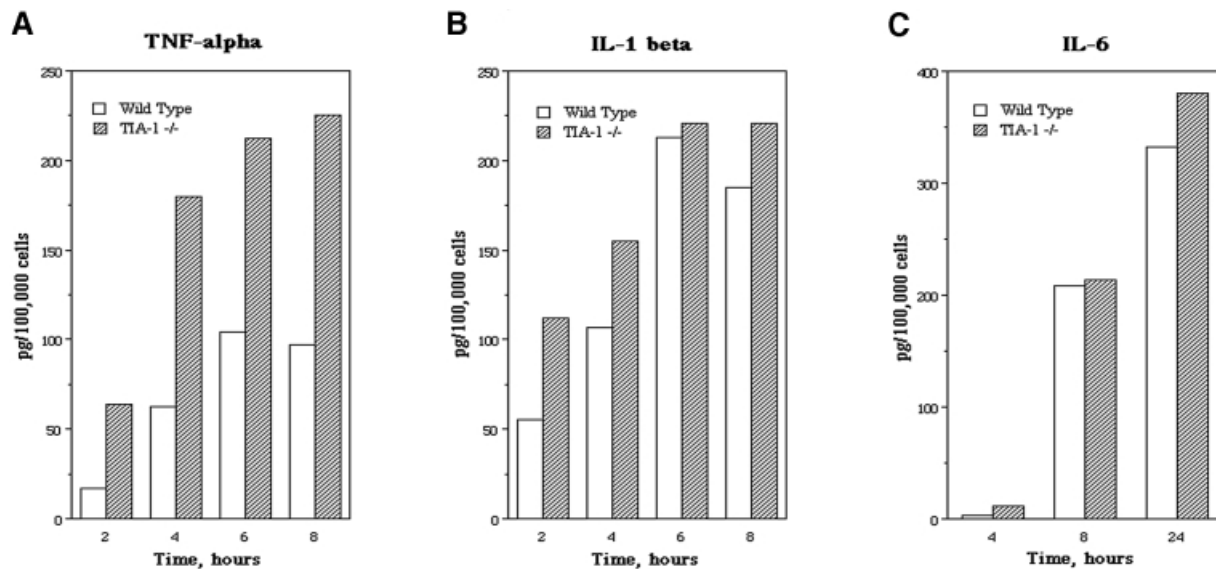 A
TNF-alpha
250
200
150
100
50
0
Wild Type
TIA-1 -/-
pg/100,000 cells
2 4 6 8
Time, hours
B
IL-1 beta
250
200
150
100
50
0
Wild Type
TIA-1 -/-
pg/100,000 cells
2 4 6 8
Time, hours
C
IL-6
400
300
200
100
0
Wild Type
TIA-1 -/-
pg/100,000 cells
4 8 24
Time, hours